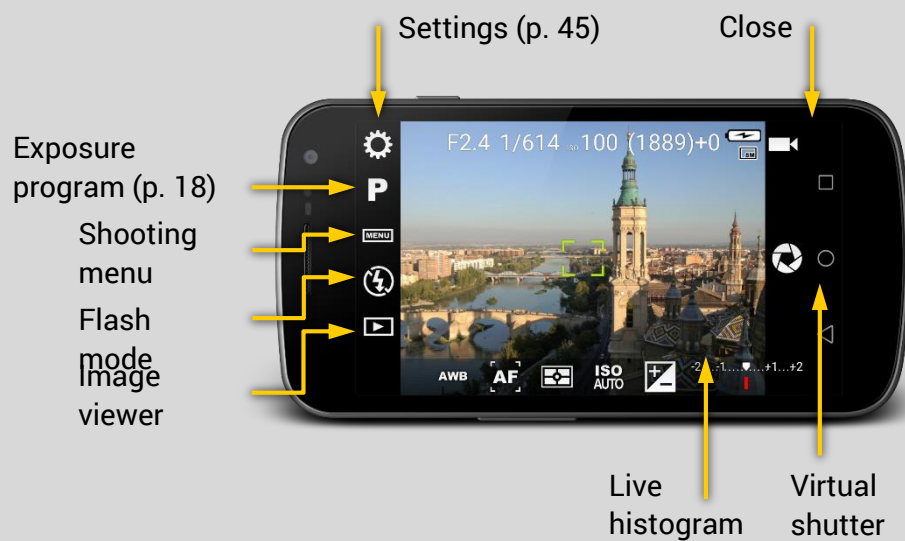 Settings (p. 45)
Close
F2.4 1/614 ISO 100 (1889)+0
Exposure
program (p. 18)
P
Shooting
menu
MENU
Flash
mode
Image
viewer
AWB
AF
ISO
AUTO
-2...-1......+1...+2
Live
histogram
Virtual
shutter